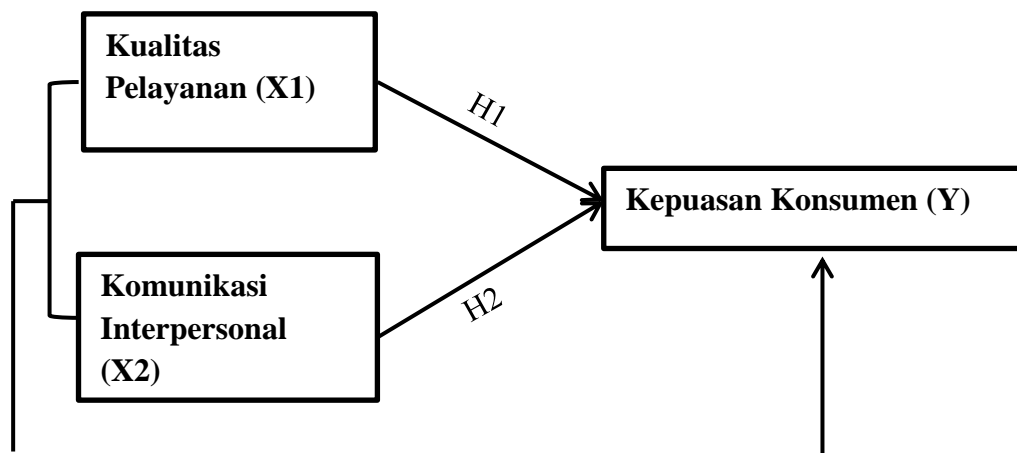 Kualitas
Pelayanan (X1)
H1
Kepuasan Konsumen (Y)
Komunikasi
Interpersonal
(X2)
H2